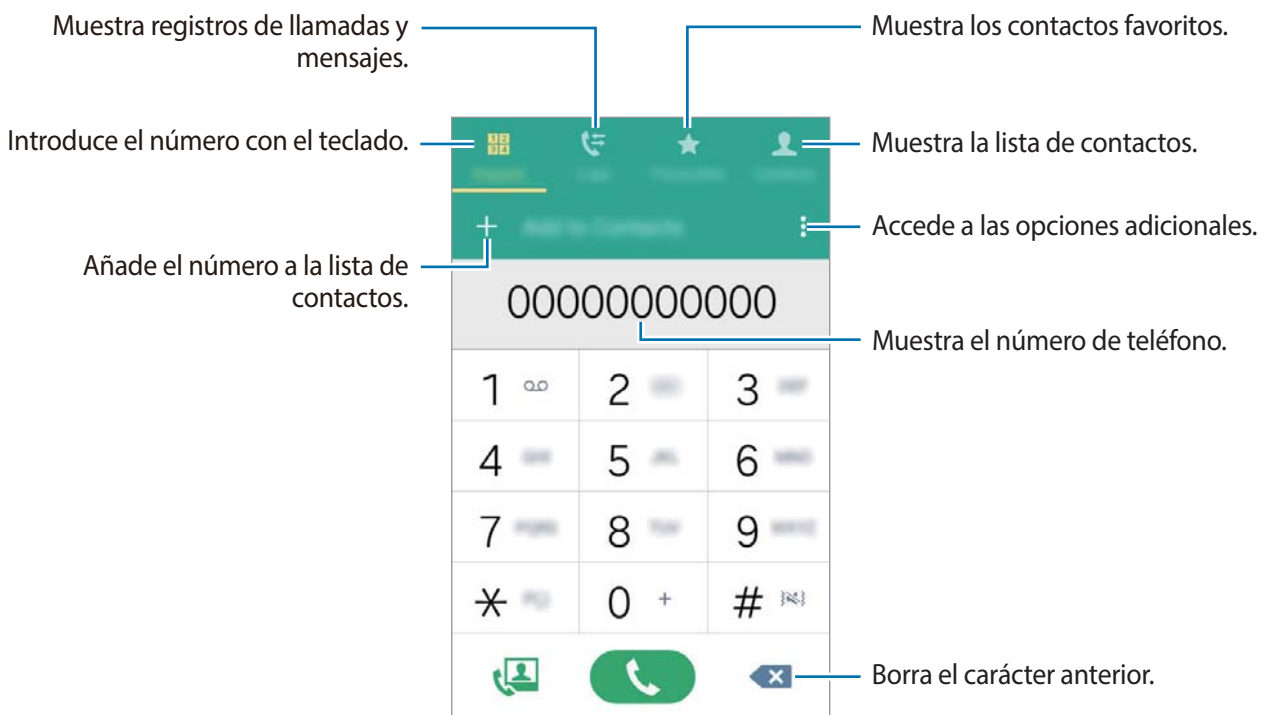 Muestra registros de llamadas y
mensajes.
Muestra los contactos favoritos.
Introduce el número con el teclado.
Muestra la lista de contactos.
Accede a las opciones adicionales.
Añade el número a la lista de
contactos.
00000000000
Muestra el número de teléfono.
1 2 3
4 5 6
7 8 9
* 0 + #
Borra el carácter anterior.